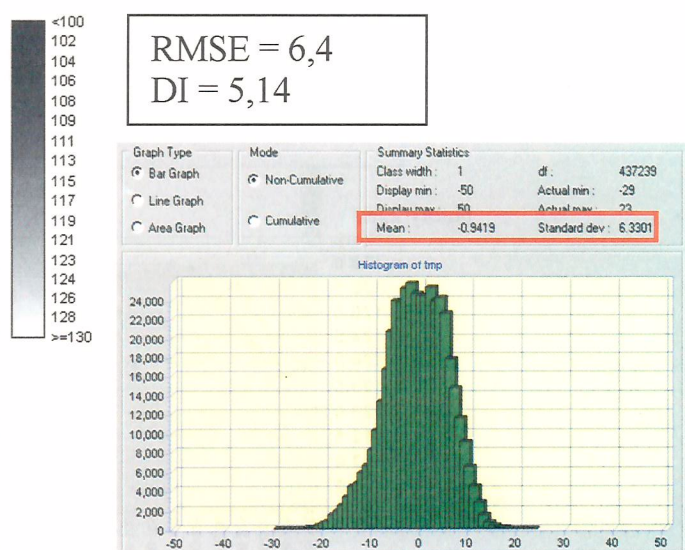 <100
102
104
106
108
109
111
113
115
117
119
121
123
124
126
128
>=130
RMSE = 6,4
DI = 5,14
Graph Type
Bar Graph
Line Graph
Area Graph
Mode
Non-Cumulative
Cumulative
Summary Statistics
Class width : 1 df : 437239
Display min : -50 Actual min : -29
Display max : 50 Actual max : 23
Mean : -0.9419 Standard dev : 6.3301
Histogram of tmp
24,000
22,000
20,000
18,000
16,000
14,000
12,000
10,000
8,000
6,000
4,000
2,000
0
-50 -40 -30 -20 -10 0 10 20 30 40 50